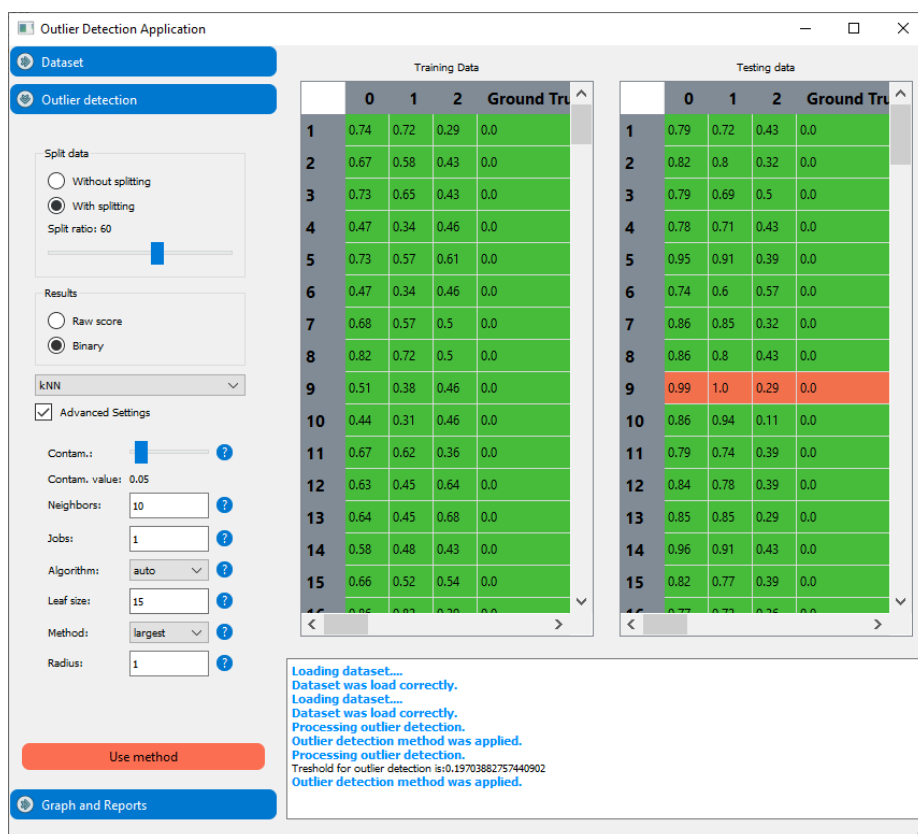 Outlier Detection Application
Dataset
Outlier detection
Split data
Without splitting
With splitting
Split ratio: 60
Results
Raw score
Binary
kNN
Advanced Settings
Contam.: ?
Contam. value: 0.05
Neighbors: 10 ?
Jobs: 1 ?
Algorithm: auto ?
Leaf size: 15 ?
Method: largest ?
Radius: 1 ?
Use method
Graph and Reports
Training Data
0 1 2 Ground Tru
1 0.74 0.72 0.29 0.0
2 0.67 0.58 0.43 0.0
3 0.73 0.65 0.43 0.0
4 0.47 0.34 0.46 0.0
5 0.73 0.57 0.61 0.0
6 0.47 0.34 0.46 0.0
7 0.68 0.57 0.5 0.0
8 0.82 0.72 0.5 0.0
9 0.51 0.38 0.46 0.0
10 0.44 0.31 0.46 0.0
11 0.67 0.62 0.36 0.0
12 0.63 0.45 0.64 0.0
13 0.64 0.45 0.68 0.0
14 0.58 0.48 0.43 0.0
15 0.66 0.52 0.54 0.0
Testing data
0 1 2 Ground Tru
1 0.79 0.72 0.43 0.0
2 0.82 0.8 0.32 0.0
3 0.79 0.69 0.5 0.0
4 0.78 0.71 0.43 0.0
5 0.95 0.91 0.39 0.0
6 0.74 0.6 0.57 0.0
7 0.86 0.85 0.32 0.0
8 0.86 0.8 0.43 0.0
9 0.99 1.0 0.29 0.0
10 0.86 0.94 0.11 0.0
11 0.79 0.74 0.39 0.0
12 0.84 0.78 0.39 0.0
13 0.85 0.85 0.29 0.0
14 0.96 0.91 0.43 0.0
15 0.82 0.77 0.39 0.0
Loading dataset....
Dataset was load correctly.
Loading dataset....
Dataset was load correctly.
Processing outlier detection.
Outlier detection method was applied.
Processing outlier detection.
Treshold for outlier detection is:0.19703882757440902
Outlier detection method was applied.